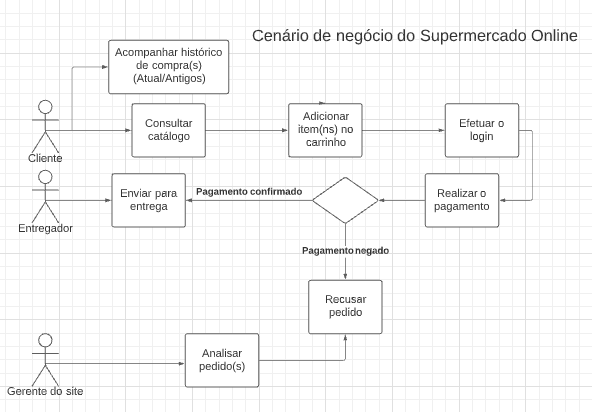 Cenário de negócio do Supermercado Online
Acompanhar histórico
de compra(s)
(Atual/Antigos)
Consultar
catálogo
Adicionar
item(ns) no
carrinho
Efetuar o
login
Cliente
Enviar para
entrega
Pagamento confirmado
Realizar o
pagamento
Entregador
Pagamento negado
Recusar
pedido
Analisar
pedido(s)
Gerente do site